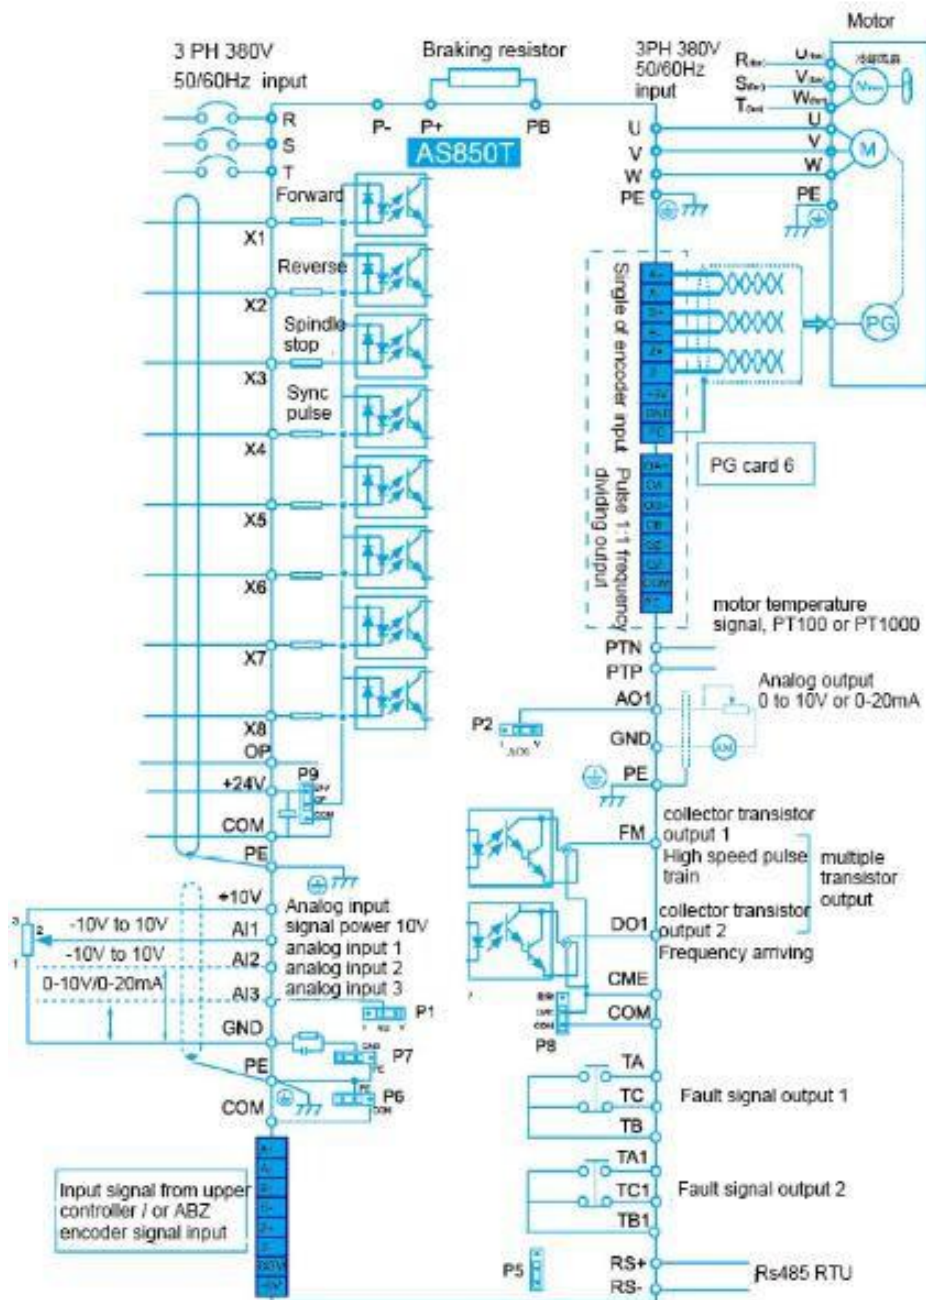 Motor
3 PH 380V
50/60Hz input
Braking resistor
3PH 380V
50/60Hz
input
R
S
T
U
V
W
P-
P+
PB
AS850T
R
S
T
U
V
W
PE
U
V
W
PE
M
PG
Forward
X1
Reverse
X2
Spindle
stop
X3
Sync
pulse
X4
X5
X6
X7
X8
OP
+24V
P9
COM
PE
Single of encoder input
Pulse 1:1 frequency
dividing output
GND
PG card 6
motor temperature
signal, PT100 or PT1000
PTN
PTP
AO1
Analog output
0 to 10V or 0-20mA
P2
GND
PE
FM
collector transistor
output 1
High speed pulse
train
multiple
transistor
output
DO1
collector transistor
output 2
Frequency arriving
CME
COM
P8
+10V
Analog input
signal power 10V
3
2
1
-10V to 10V
AI1
analog input 1
-10V to 10V
AI2
analog input 2
0-10V/0-20mA
AI3
analog input 3
P1
GND
P7
PE
P6
COM
TA
TC
TB
Fault signal output 1
TA1
TC1
TB1
Fault signal output 2
Input signal from upper
controller / or ABZ
encoder signal input
P5
RS+
RS-
Rs485 RTU